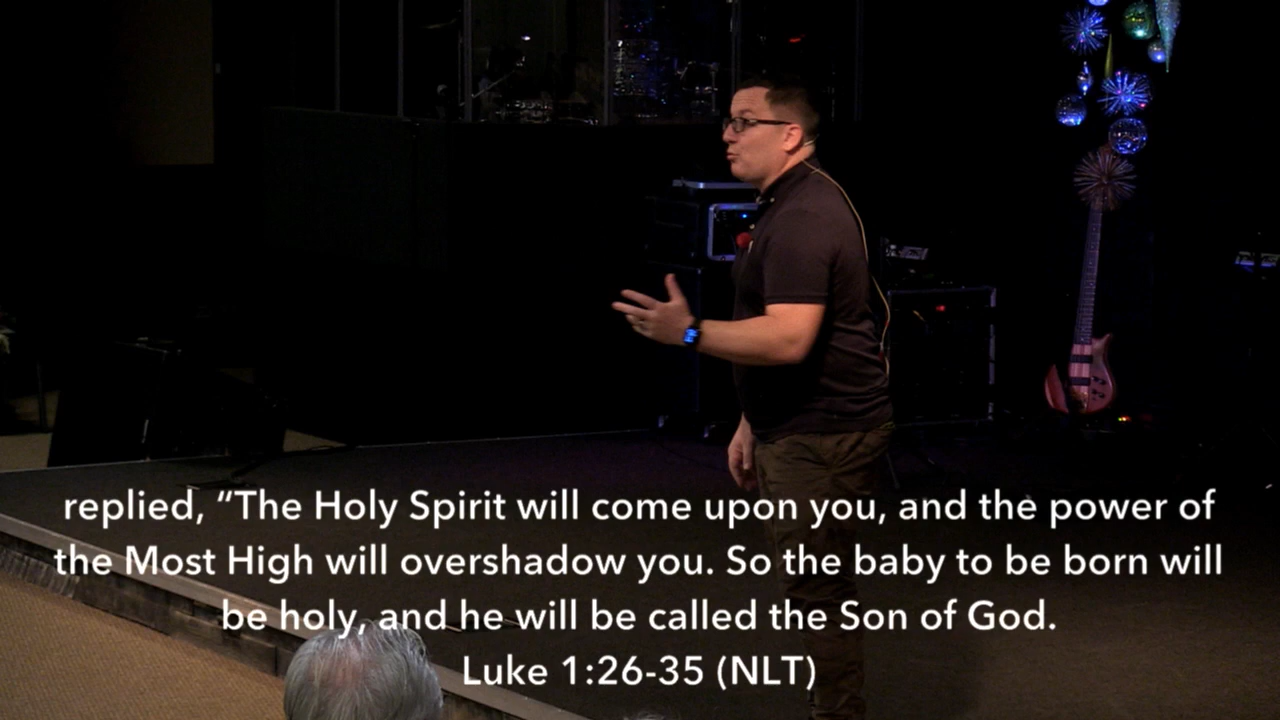 replied, “The Holy Spirit will come upon you, and the power of
the Most High will overshadow you. So the baby to be born will
be holy, and he will be called the Son of God.
Luke 1:26-35 (NLT)